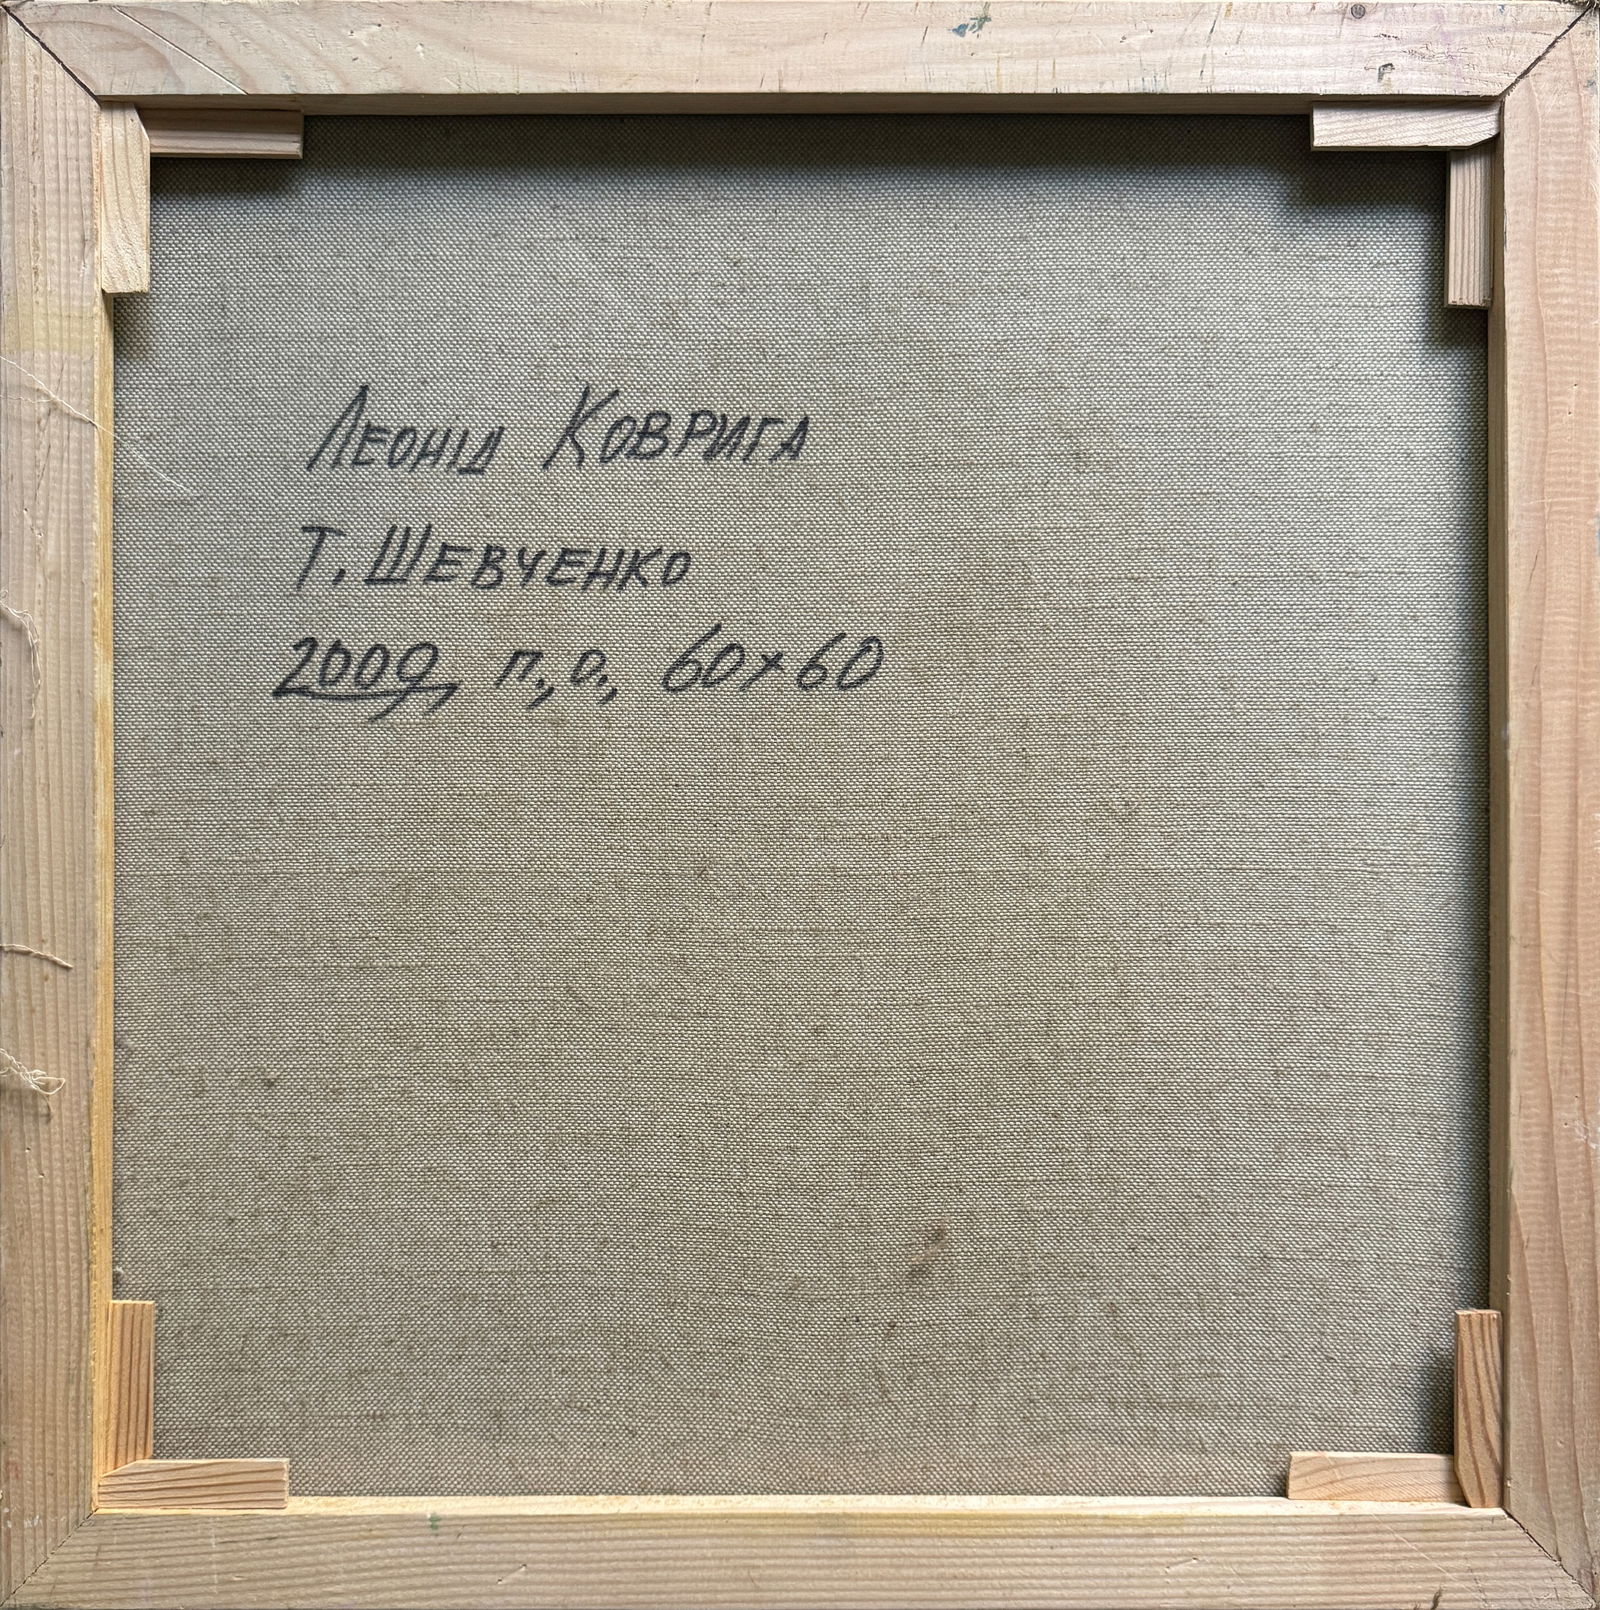 Леонід Коврига
Т. Шевченко
2009, п., о., 60×60